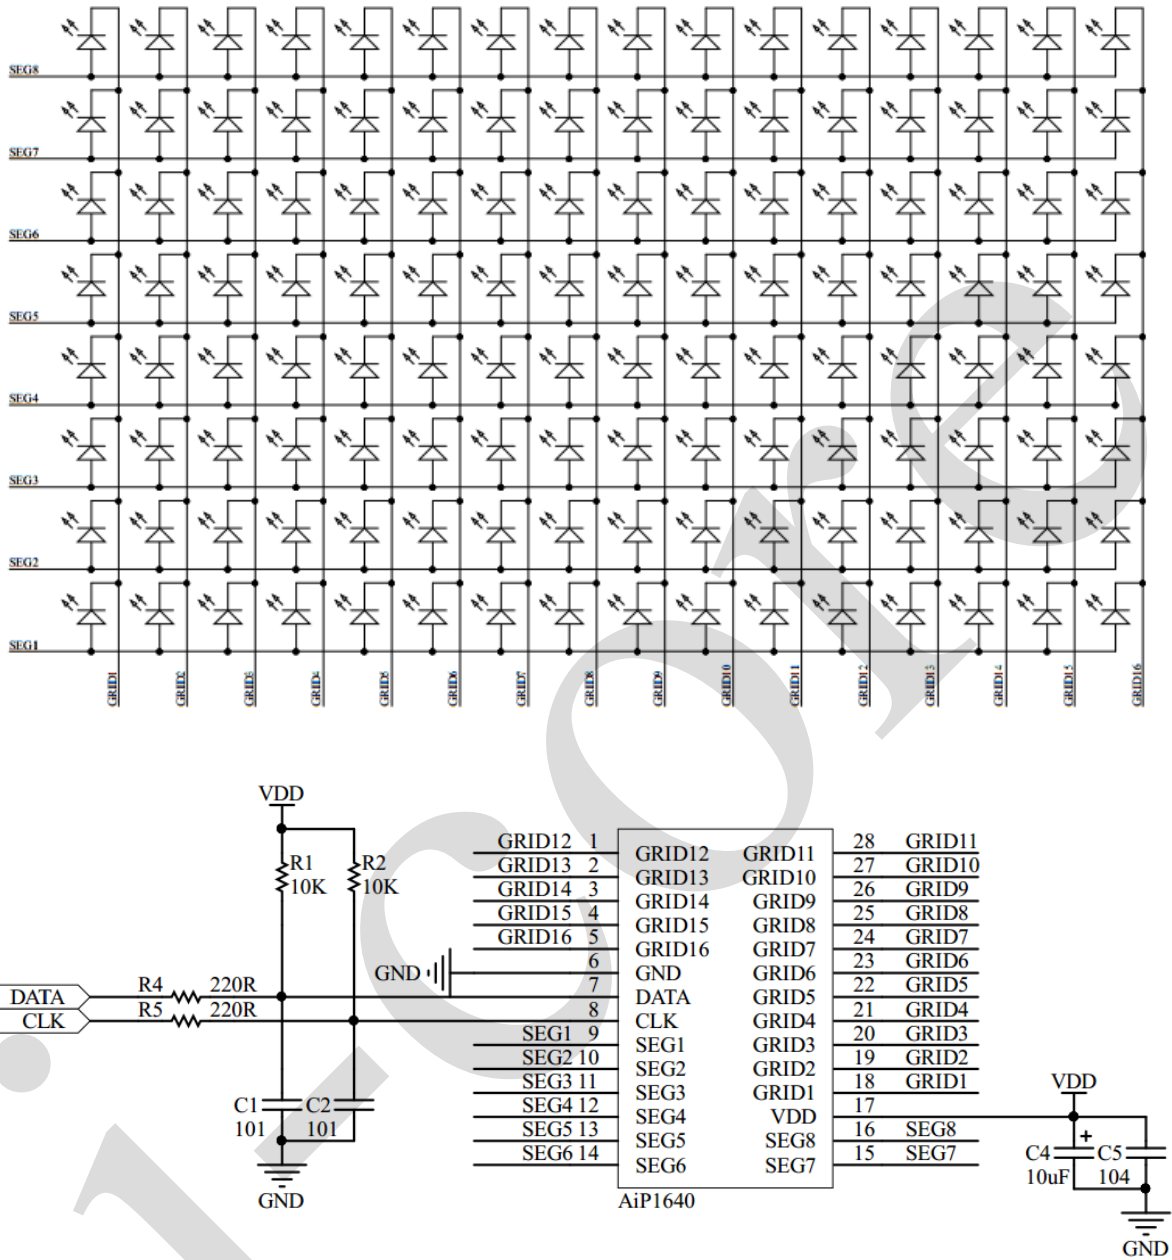 SEG8
SEG7
SEG6
SEG5
SEG4
SEG3
SEG2
SEG1
GRID1 GRID2 GRID3 GRID4 GRID5 GRID6 GRID7 GRID8 GRID9 GRID10 GRID11 GRID12 GRID13 GRID14 GRID15 GRID16
VDD
R1
10K
R2
10K
DATA
R4 220R
CLK
R5 220R
C1
101
C2
101
GND
GRID12 1 GRID12 GRID11 28 GRID11
GRID13 2 GRID13 GRID10 27 GRID10
GRID14 3 GRID14 GRID9 26 GRID9
GRID15 4 GRID15 GRID8 25 GRID8
GRID16 5 GRID16 GRID7 24 GRID7
GND 6 GND GRID6 23 GRID6
7 DATA GRID5 22 GRID5
8 CLK GRID4 21 GRID4
SEG1 9 SEG1 GRID3 20 GRID3
SEG2 10 SEG2 GRID2 19 GRID2
SEG3 11 SEG3 GRID1 18 GRID1
SEG4 12 SEG4 VDD 17
SEG5 13 SEG5 SEG8 16 SEG8
SEG6 14 SEG6 SEG7 15 SEG7
AiP1640
VDD
+
C4
10uF
C5
104
GND
i-core